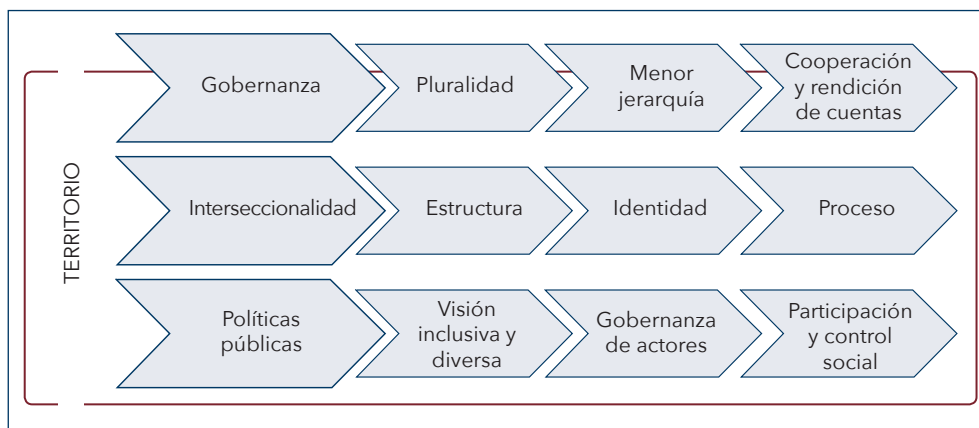 TERRITORIO
Gobernanza
Pluralidad
Menor
jerarquía
Cooperación
y rendición
de cuentas
Interseccionalidad
Estructura
Identidad
Proceso
Políticas
públicas
Visión
inclusiva y
diversa
Gobernanza
de actores
Participación
y control
social